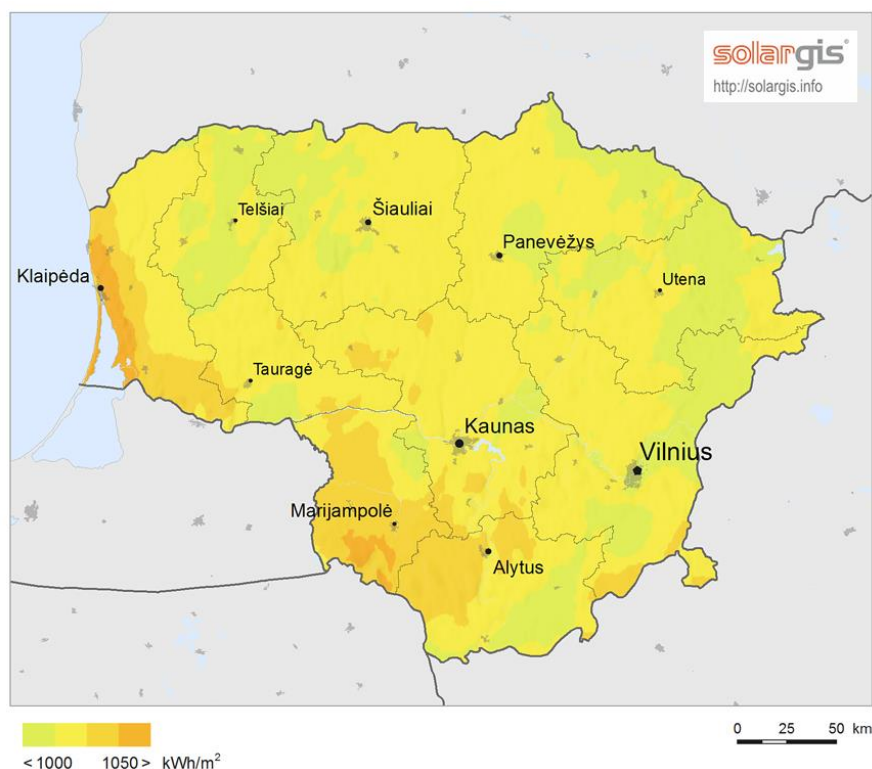 solargis©
http://solargis.info
Telšiai
Šiauliai
Panevėžys
Klaipėda
Utena
Tauragė
Kaunas
Vilnius
Marijampolė
Alytus
0 25 50 km
< 1000 1050 > kWh/m²